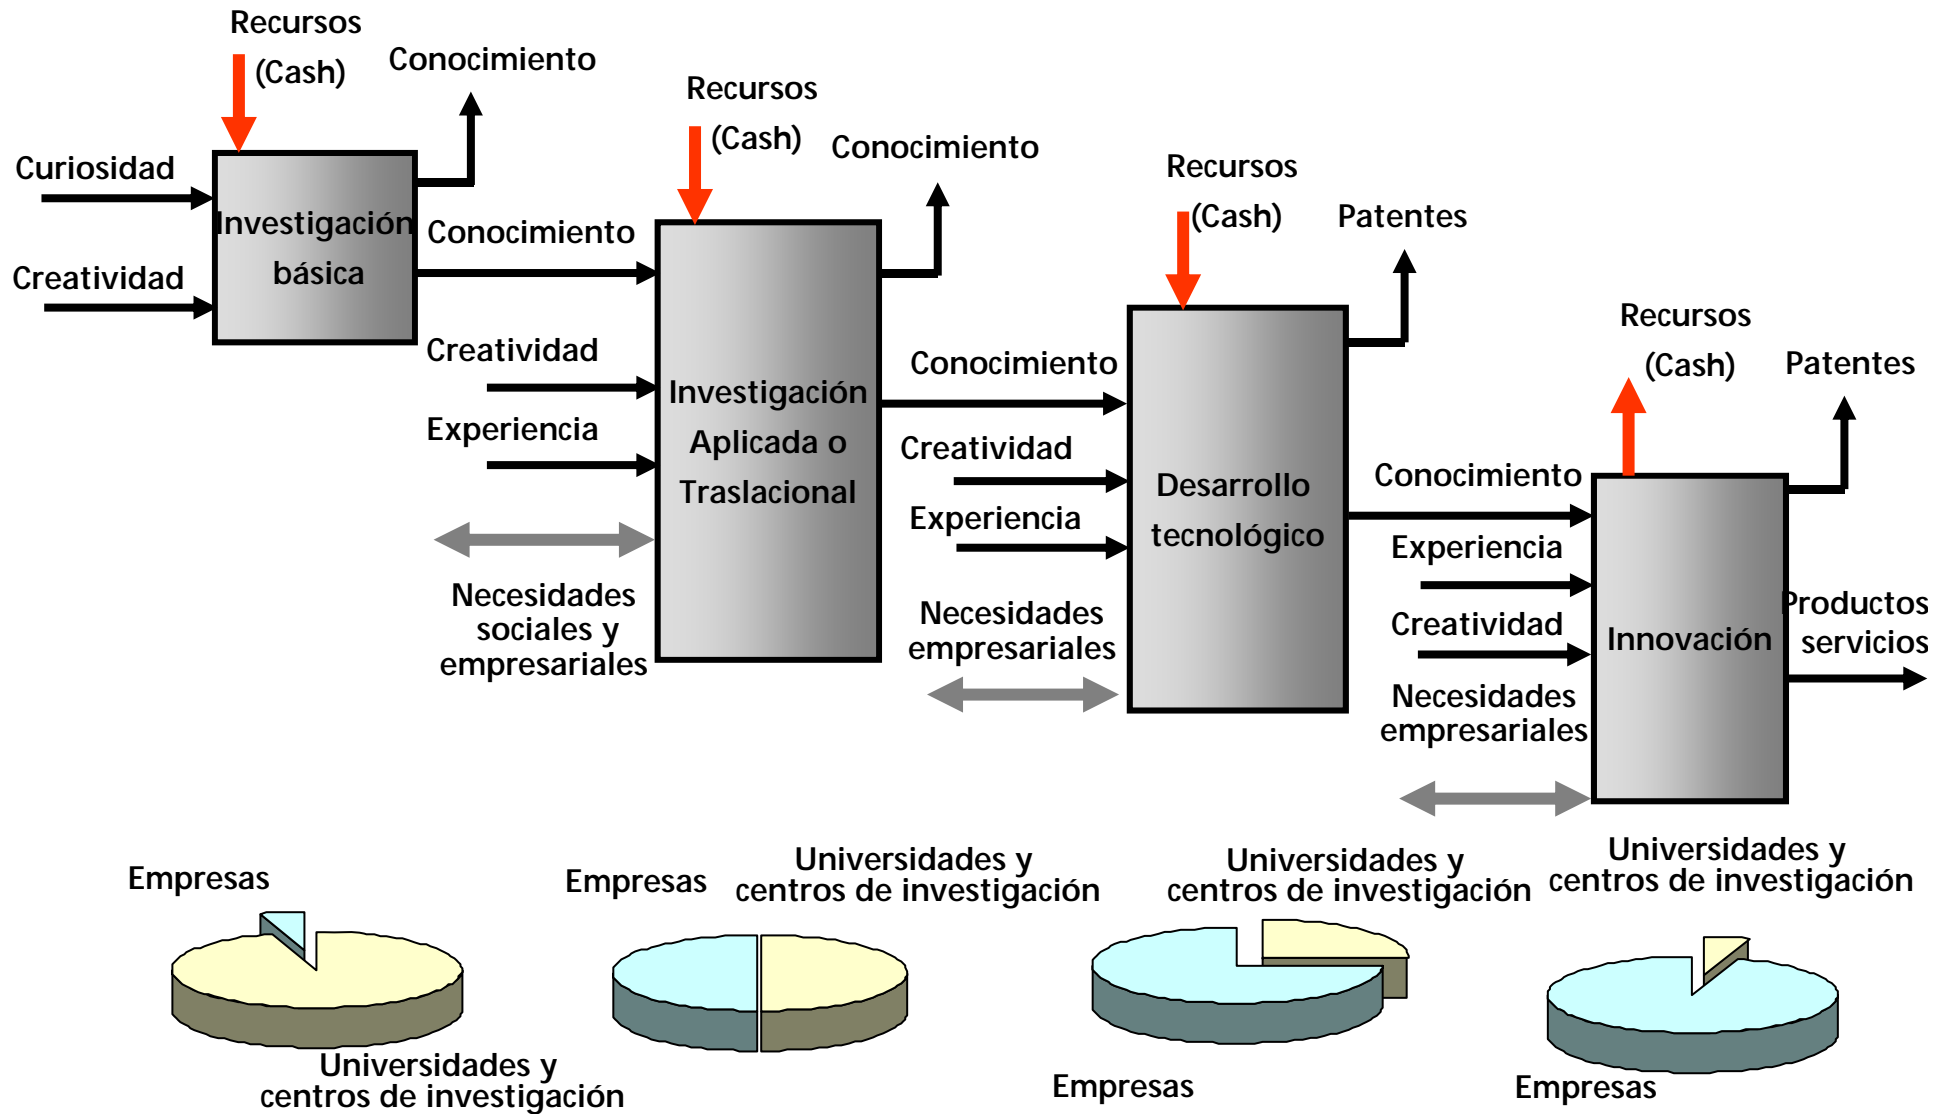 Recursos
(Cash)
Conocimiento
Curiosidad
Creatividad
Investigación
básica
Conocimiento
Recursos
(Cash)
Conocimiento
Creatividad
Experiencia
Investigación
Aplicada o
Traslacional
Necesidades
sociales y
empresariales
Conocimiento
Recursos
(Cash)
Patentes
Creatividad
Experiencia
Desarrollo
tecnológico
Necesidades
empresariales
Conocimiento
Recursos
(Cash)
Patentes
Experiencia
Creatividad
Innovación
Productos
servicios
Necesidades
empresariales
Empresas
Universidades y
centros de investigación
Empresas
Universidades y
centros de investigación
Universidades y
centros de investigación
Empresas
Universidades y
centros de investigación
Empresas